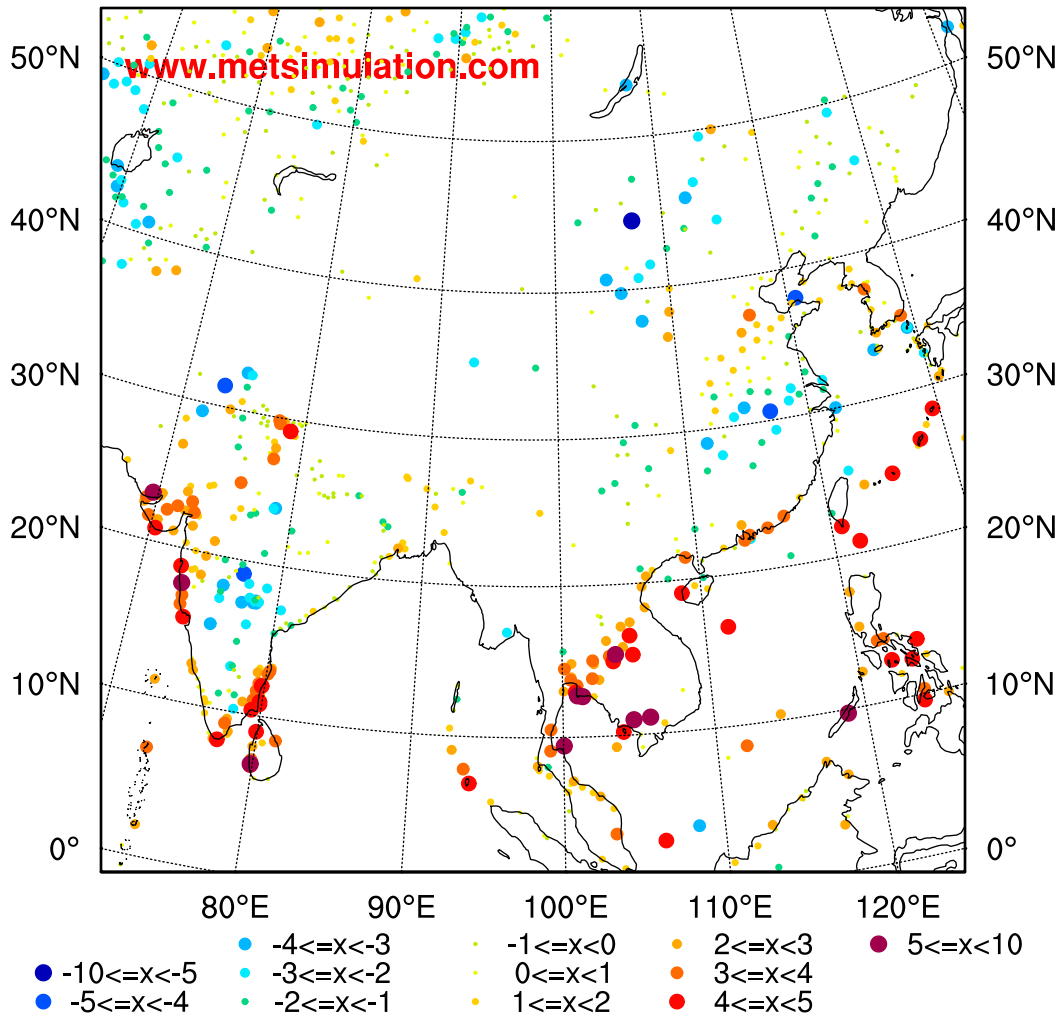 50°N 50°N
www.metsimulation.com
40°N 40°N
30°N 30°N
20°N 20°N
10°N 10°N
0° 0°
80°E 90°E 100°E 110°E 120°E
-4<=x<-3 -1<=x<0 2<=x<3 5<=x<10
-10<=x<-5 -3<=x<-2 0<=x<1 3<=x<4
-5<=x<-4 -2<=x<-1 1<=x<2 4<=x<5